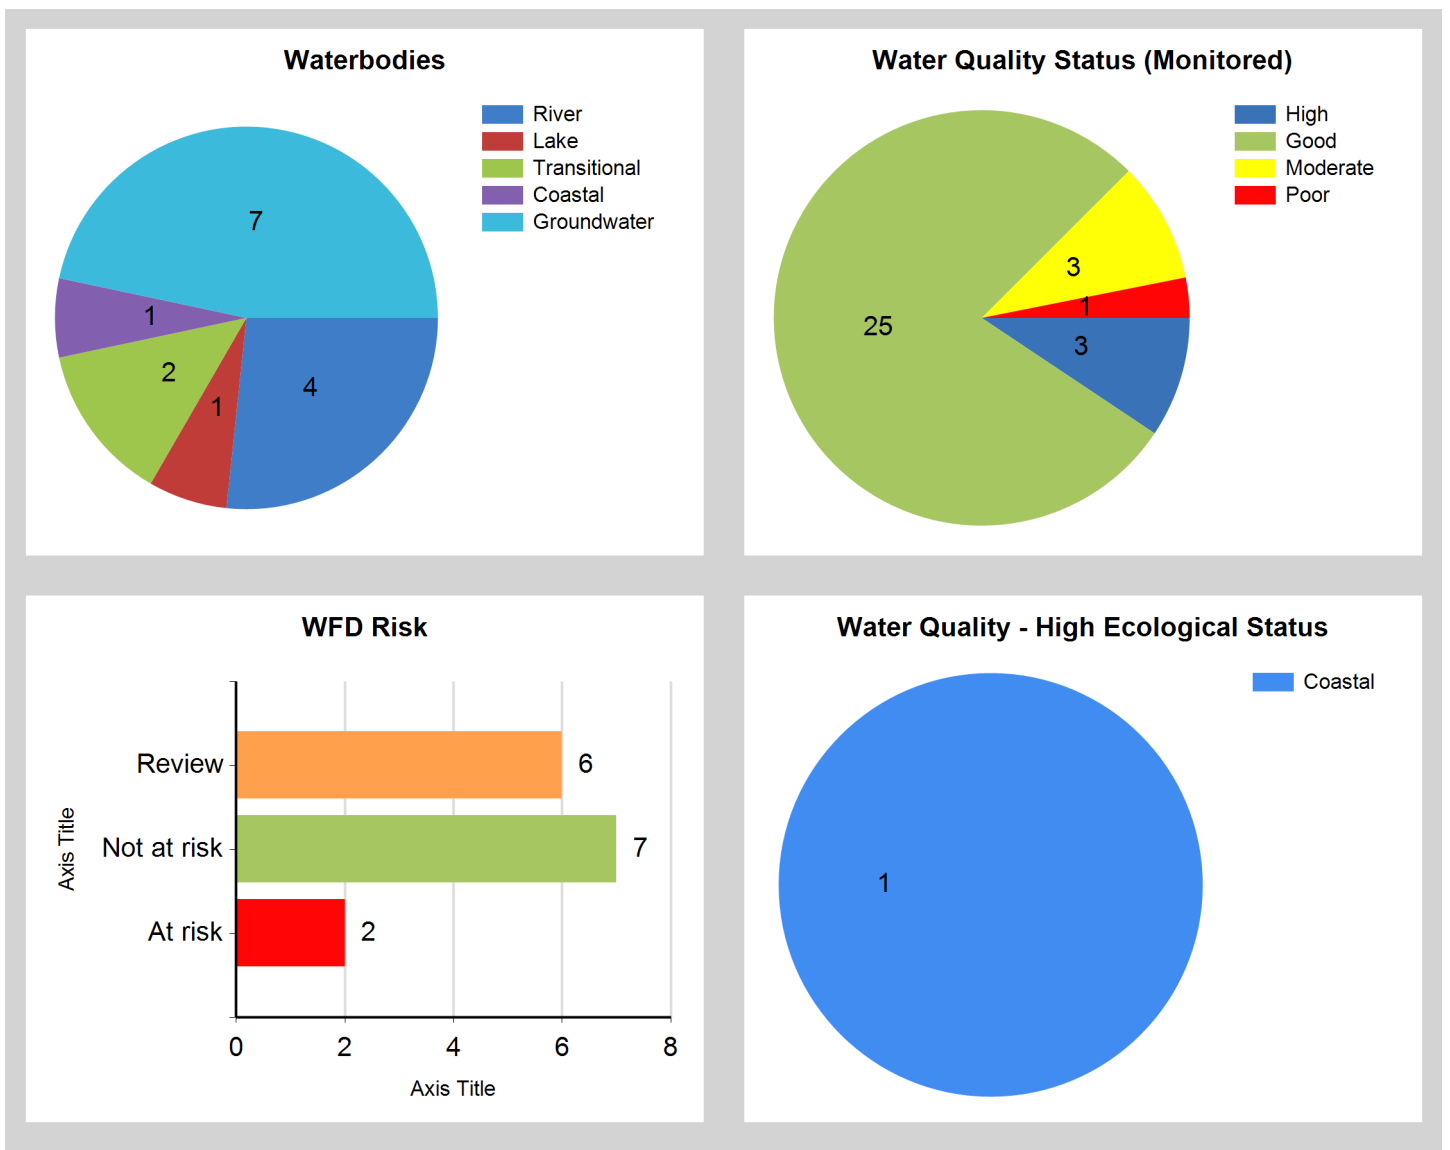 Waterbodies
River
Lake
Transitional
Coastal
Groundwater
7
1
2
1
4
Water Quality Status (Monitored)
High
Good
Moderate
Poor
3
1
25
3
WFD Risk
Review
6
Not at risk
7
At risk
2
Axis Title
0 2 4 6 8
Axis Title
Water Quality - High Ecological Status
Coastal
1